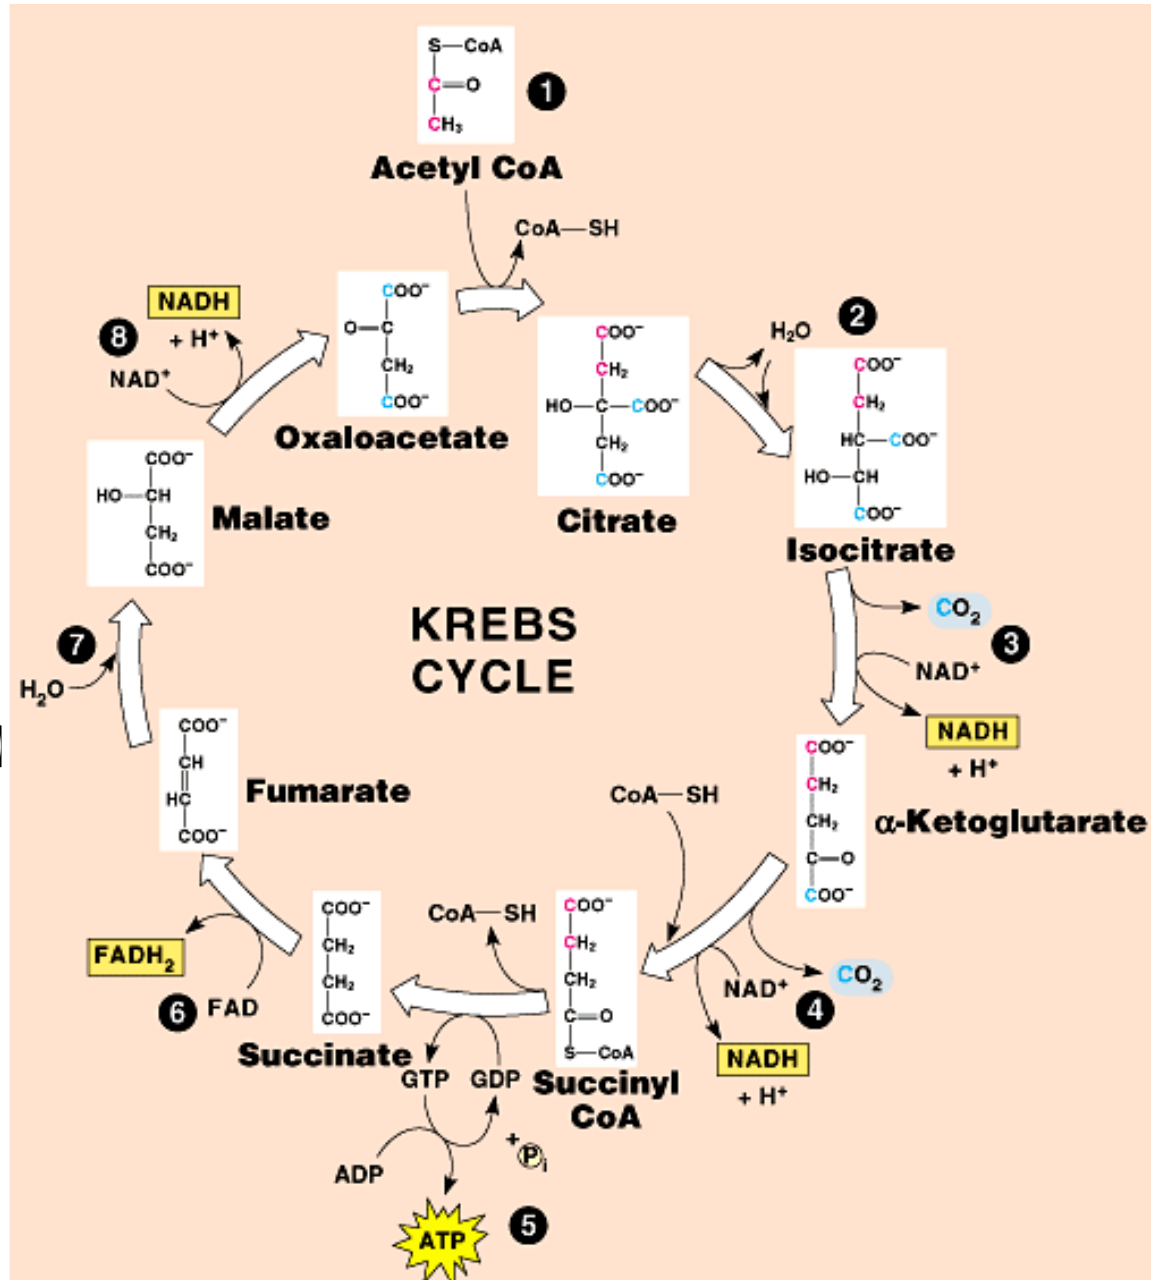 S—CoA
C=O
CH₃
1
Acetyl CoA
CoA—SH
COO⁻
O—C
CH₂
COO⁻
Oxaloacetate
NADH
+ H⁺
8
NAD⁺
COO⁻
CH₂
HO—C—COO⁻
CH₂
COO⁻
Citrate
H₂O
2
COO⁻
CH₂
HC—COO⁻
HO—CH
COO⁻
Isocitrate
COO⁻
HO—CH
CH₂
COO⁻
Malate
KREBS
CYCLE
CO₂
3
NAD⁺
NADH
+ H⁺
7
H₂O
COO⁻
CH
HC
COO⁻
Fumarate
COO⁻
CH₂
CH₂
C—O
COO⁻
α-Ketoglutarate
CoA—SH
CO₂
NAD⁺
4
NADH
+ H⁺
COO⁻
CH₂
CH₂
C=O
S—CoA
Succinyl
CoA
CoA—SH
COO⁻
CH₂
CH₂
COO⁻
Succinate
FADH₂
6
FAD
GTP
GDP
+
Pi
ADP
ATP
5